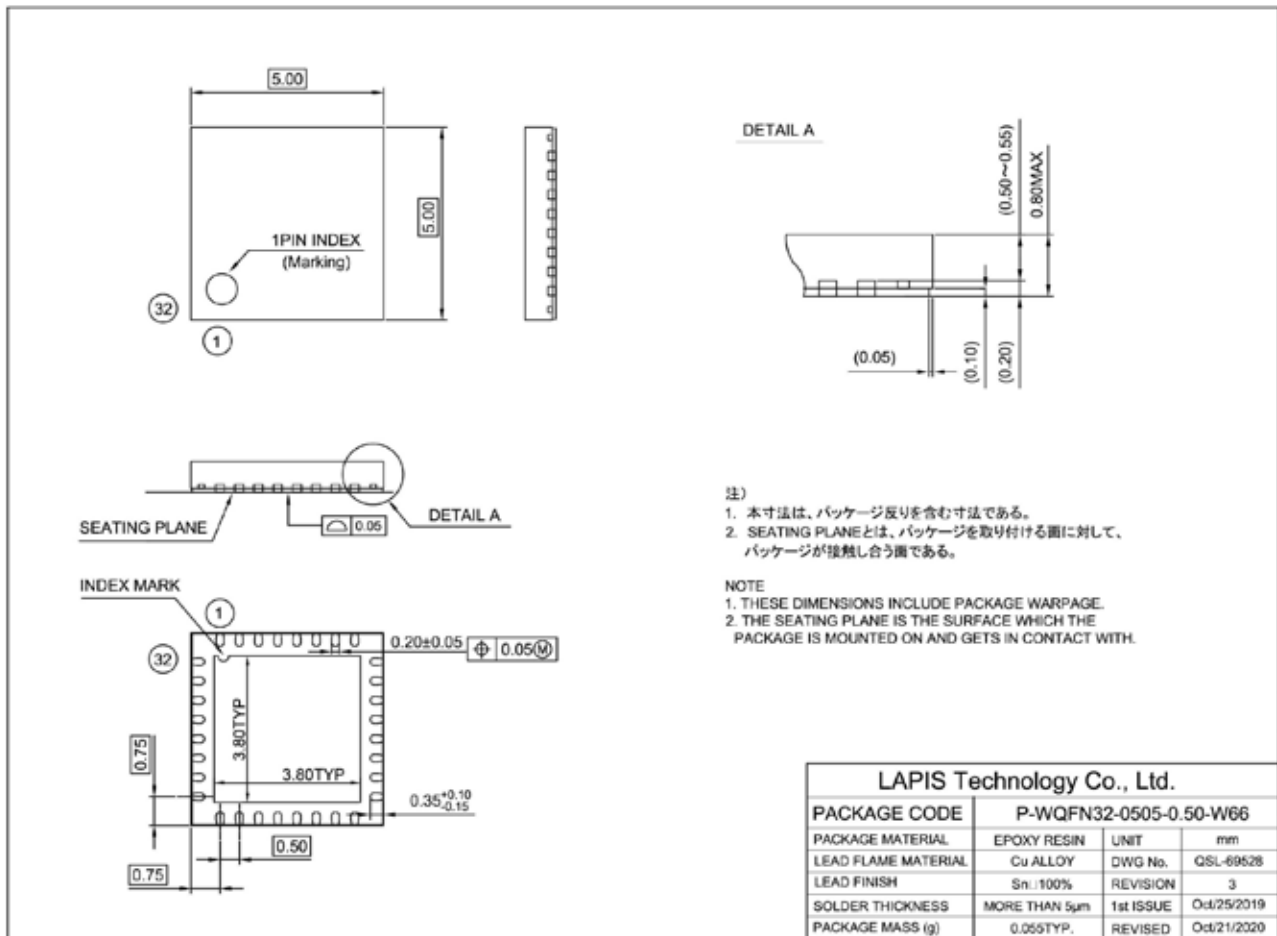 5.00
5.00
1PIN INDEX
(Marking)
32
1
DETAIL A
(0.50~0.55)
0.80MAX
(0.05)
(0.10)
(0.20)
SEATING PLANE
0.05
DETAIL A
注)
1. 本寸法は、パッケージ反りを含む寸法である。
2. SEATING PLANEとは、パッケージを取り付ける面に対して、
パッケージが接触し合う面である。
NOTE
1. THESE DIMENSIONS INCLUDE PACKAGE WARPAGE.
2. THE SEATING PLANE IS THE SURFACE WHICH THE
PACKAGE IS MOUNTED ON AND GETS IN CONTACT WITH.
INDEX MARK
1
32
0.20±0.05
⌖ 0.05Ⓜ
3.80TYP
3.80TYP
0.75
0.35+0.10 -0.15
0.50
0.75
LAPIS Technology Co., Ltd.
PACKAGE CODE P-WQFN32-0505-0.50-W66
PACKAGE MATERIAL EPOXY RESIN UNIT mm
LEAD FLAME MATERIAL Cu ALLOY DWG No. QSL-69528
LEAD FINISH Sn□100% REVISION 3
SOLDER THICKNESS MORE THAN 5μm 1st ISSUE Oct/25/2019
PACKAGE MASS (g) 0.055TYP. REVISED Oct/21/2020